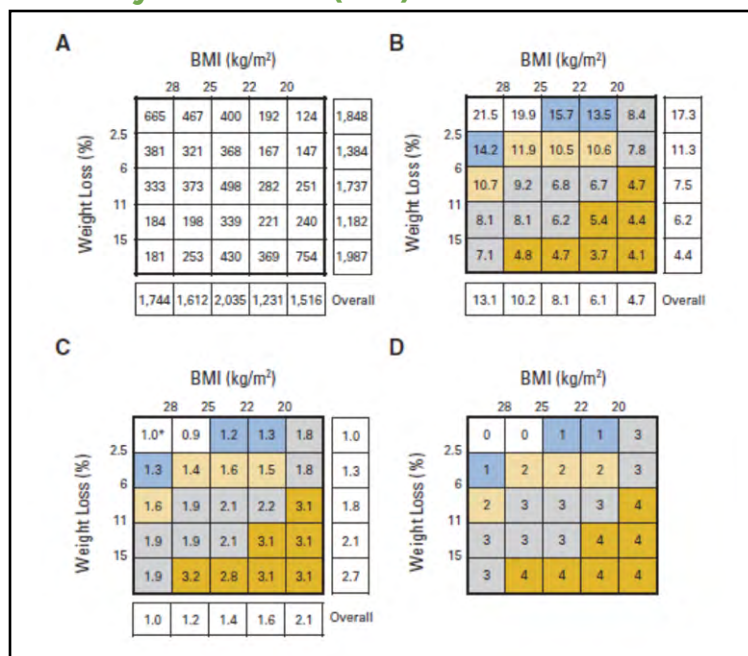 A
BMI (kg/m²)
28 25 22 20
Weight Loss (%)
665 467 400 192 124 1,848
2.5
381 321 368 167 147 1,384
6
333 373 498 282 251 1,737
11
184 198 339 221 240 1,182
15
181 253 430 369 754 1,987
1,744 1,612 2,035 1,231 1,516 Overall
B
BMI (kg/m²)
28 25 22 20
Weight Loss (%)
21.5 19.9 15.7 13.5 8.4 17.3
2.5
14.2 11.9 10.5 10.6 7.8 11.3
6
10.7 9.2 6.8 6.7 4.7 7.5
11
8.1 8.1 6.2 5.4 4.4 6.2
15
7.1 4.8 4.7 3.7 4.1 4.4
13.1 10.2 8.1 6.1 4.7 Overall
C
BMI (kg/m²)
28 25 22 20
Weight Loss (%)
1.0* 0.9 1.2 1.3 1.8 1.0
2.5
1.3 1.4 1.6 1.5 1.8 1.3
6
1.6 1.9 2.1 2.2 3.1 1.8
11
1.9 1.9 2.1 3.1 3.1 2.1
15
1.9 3.2 2.8 3.1 3.1 2.7
1.0 1.2 1.4 1.6 2.1 Overall
D
BMI (kg/m²)
28 25 22 20
Weight Loss (%)
0 0 1 1 3
2.5
1 2 2 2 3
6
2 3 3 3 4
11
3 3 3 4 4
15
3 4 4 4 4